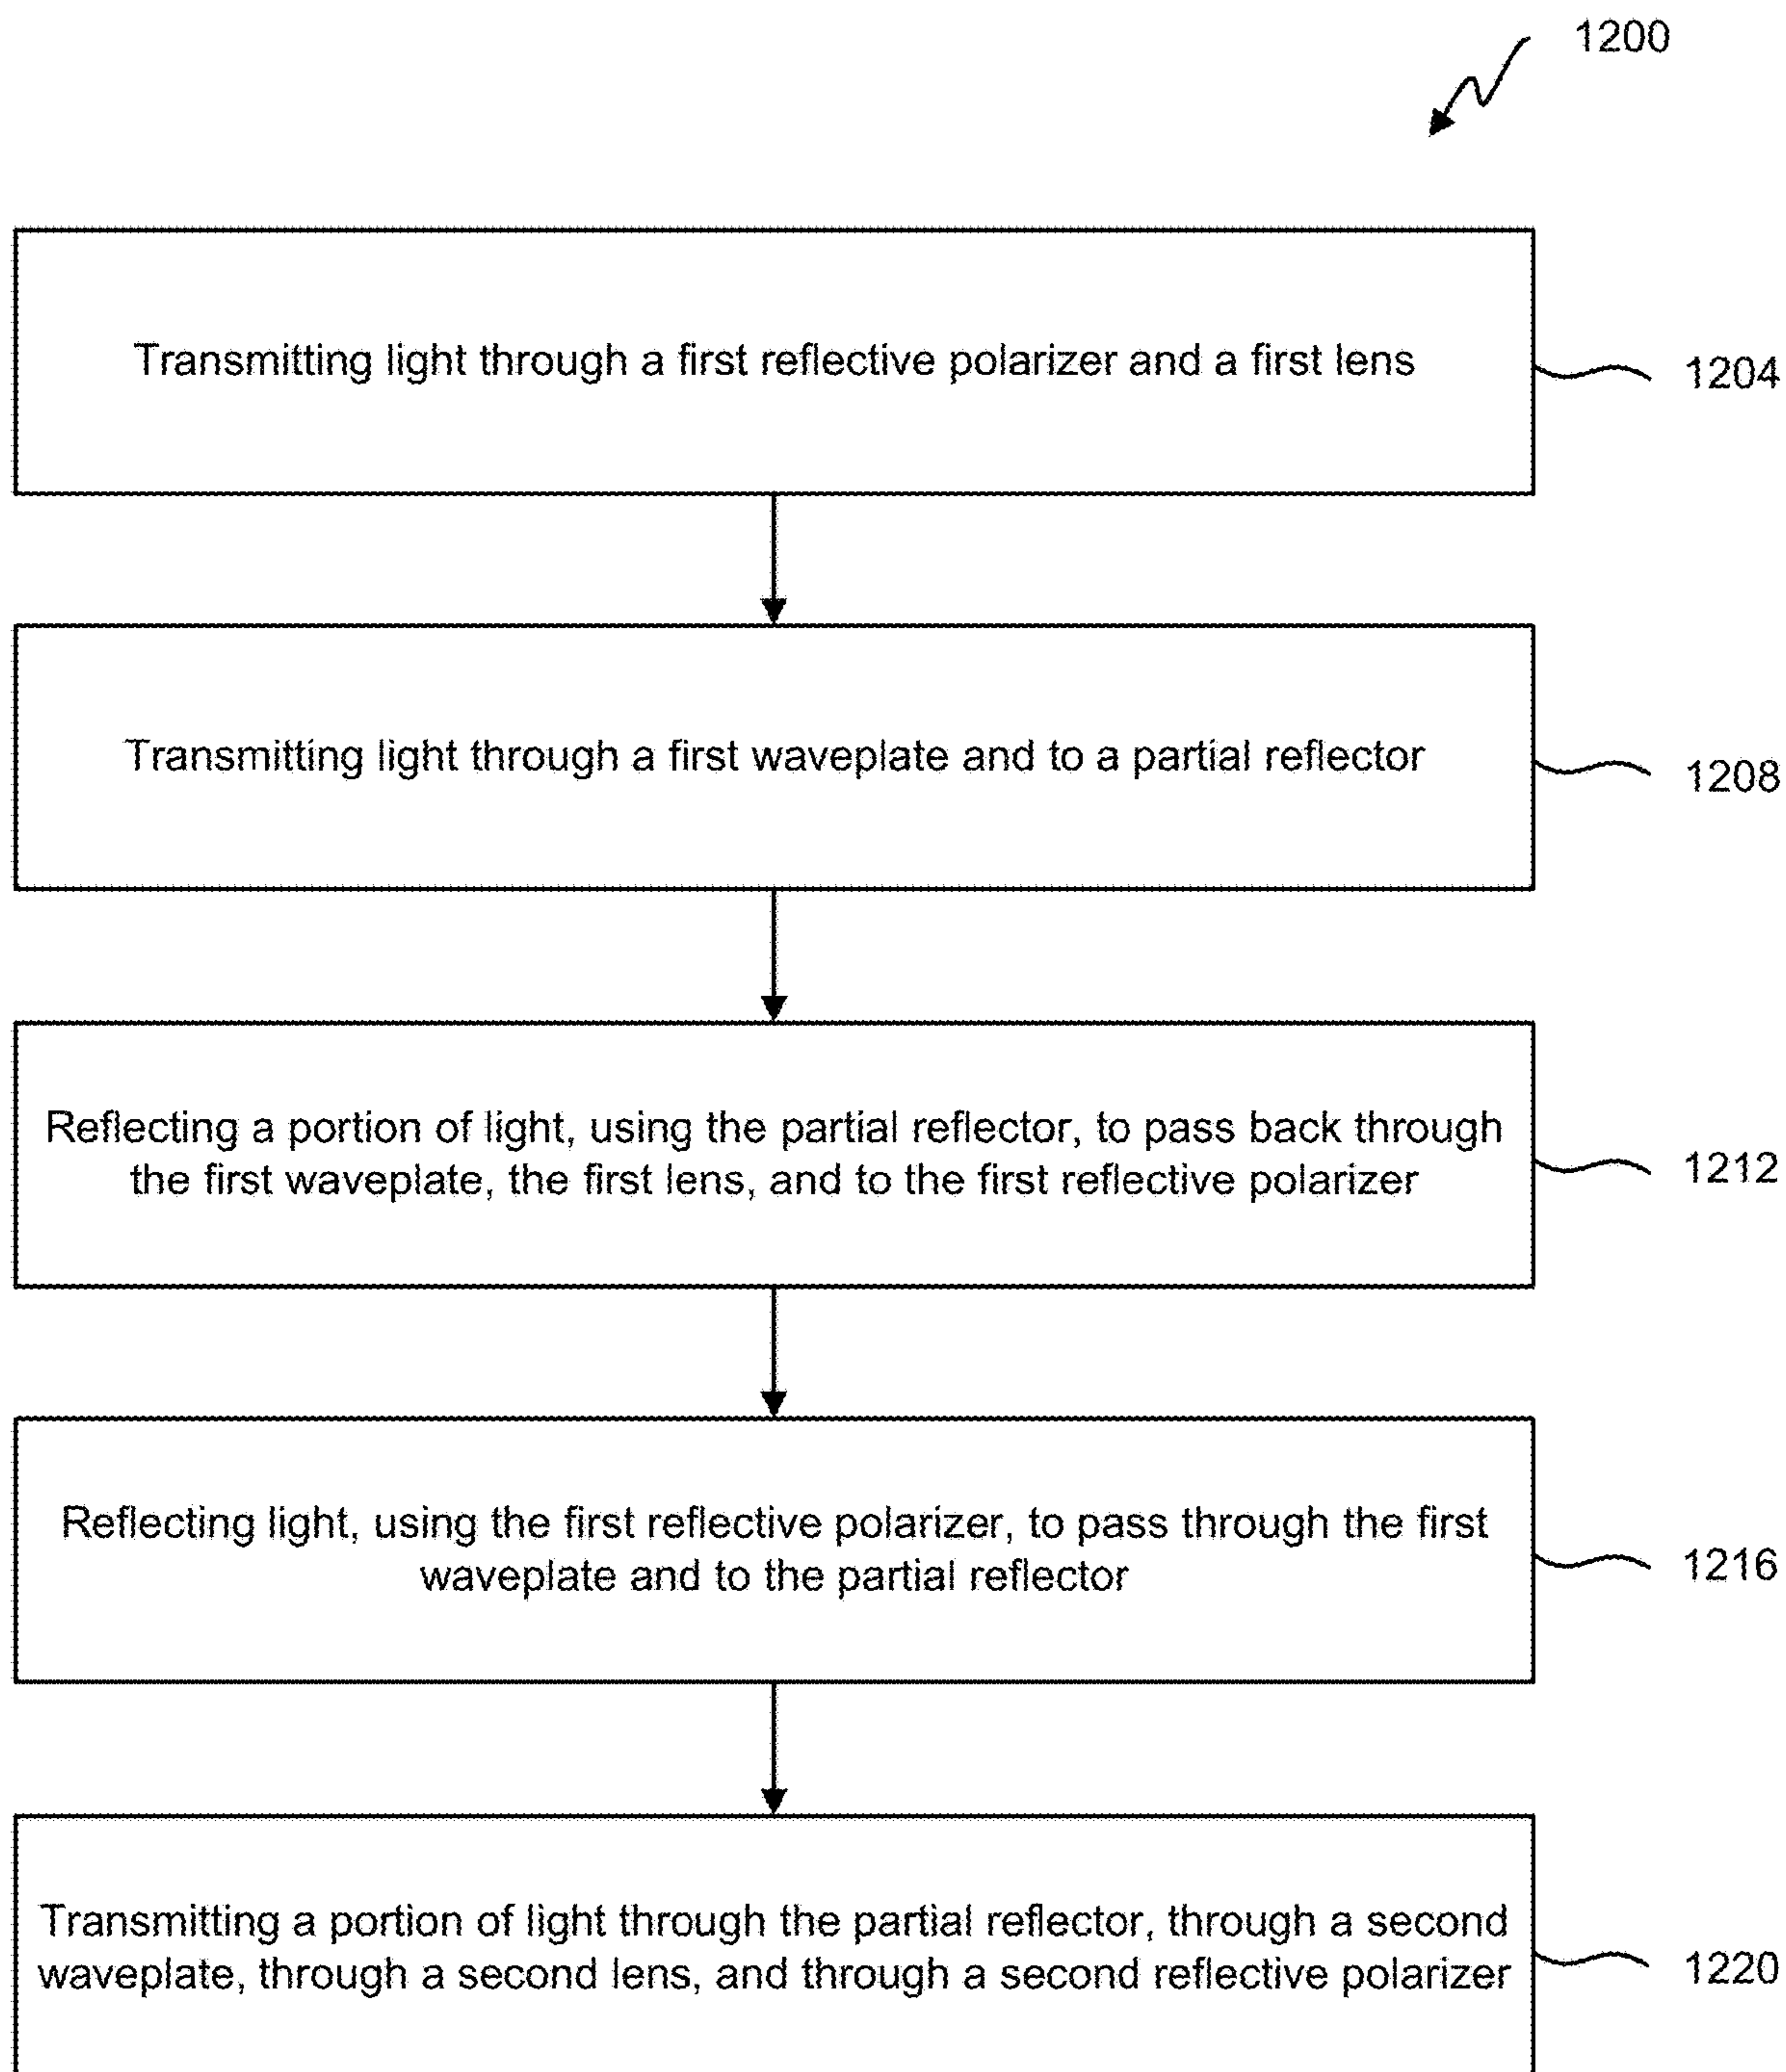 1200
Transmitting light through a first reflective polarizer and a first lens
1204
Transmitting light through a first waveplate and to a partial reflector
1208
Reflecting a portion of light, using the partial reflector, to pass back through
the first waveplate, the first lens, and to the first reflective polarizer
1212
Reflecting light, using the first reflective polarizer, to pass through the first
waveplate and to the partial reflector
1216
Transmitting a portion of light through the partial reflector, through a second
waveplate, through a second lens, and through a second reflective polarizer
1220